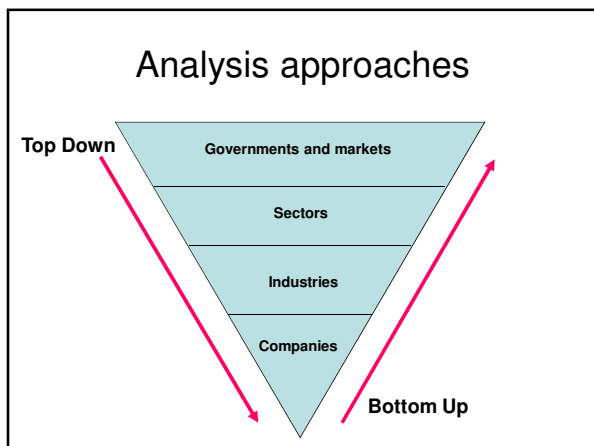 Analysis approaches
Top Down
Governments and markets
Sectors
Industries
Companies
Bottom Up